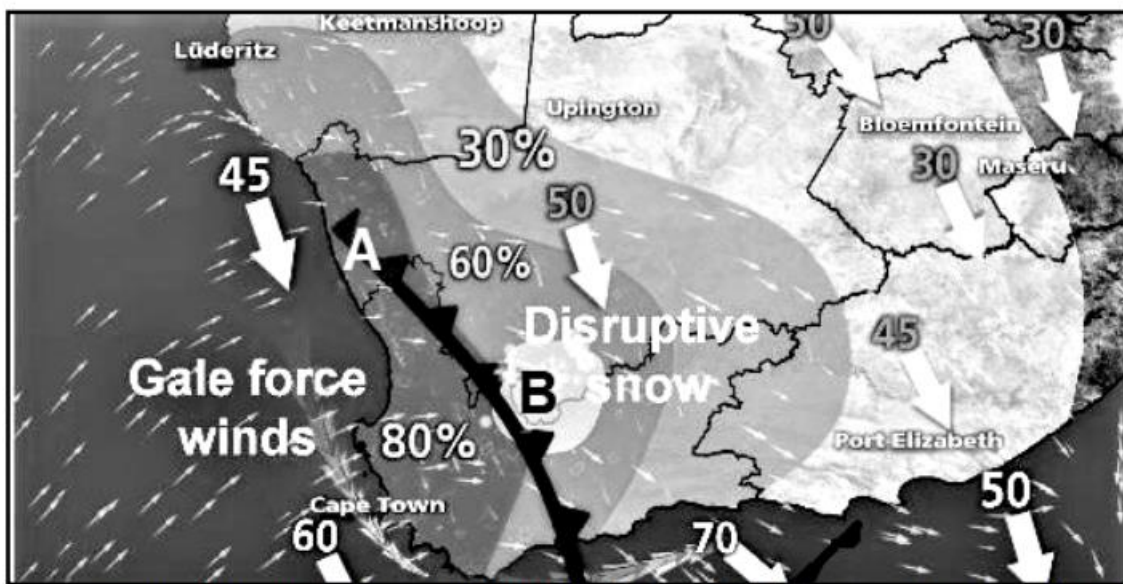 Keetmanshoop
50
30
Lüderitz
Upington
Bloemfontein
30%
Maseru
45
30
50
A
60%
Disruptive
45
Gale force
B
snow
winds
80%
Port Elizabeth
Cape Town
50
60
70